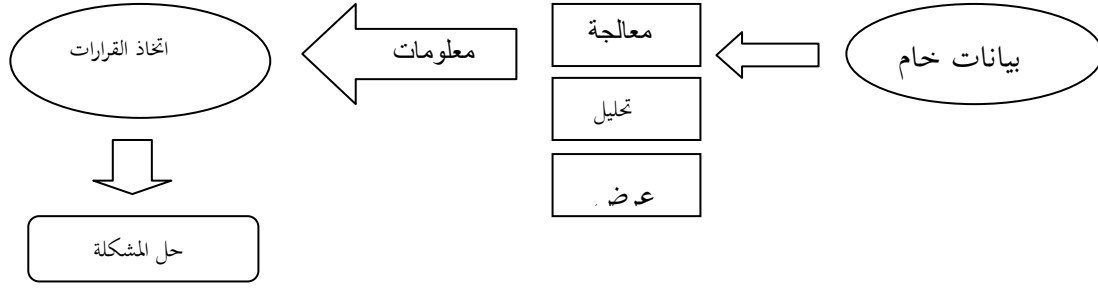 بيانات خام
معالجة
تحليل
عرض
معلومات
اتخاذ القرارات
حل المشكلة